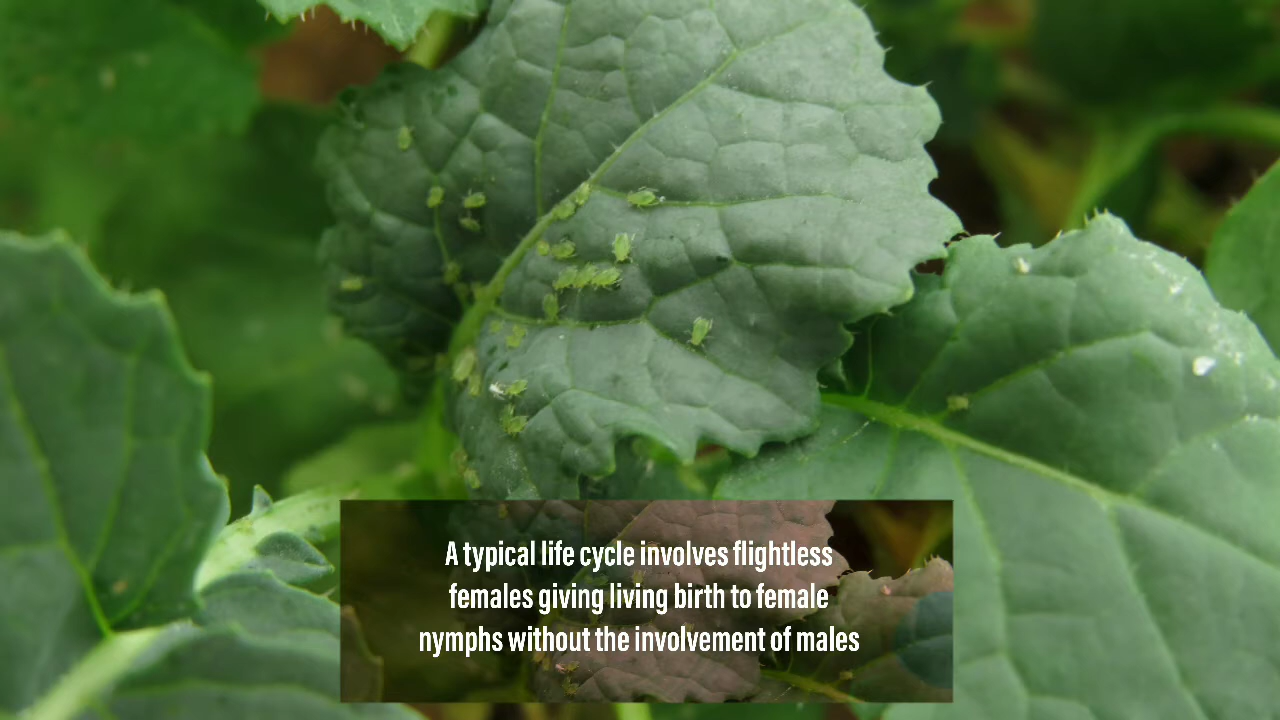 A typical life cycle involves flightless
females giving living birth to female
nymphs without the involvement of males